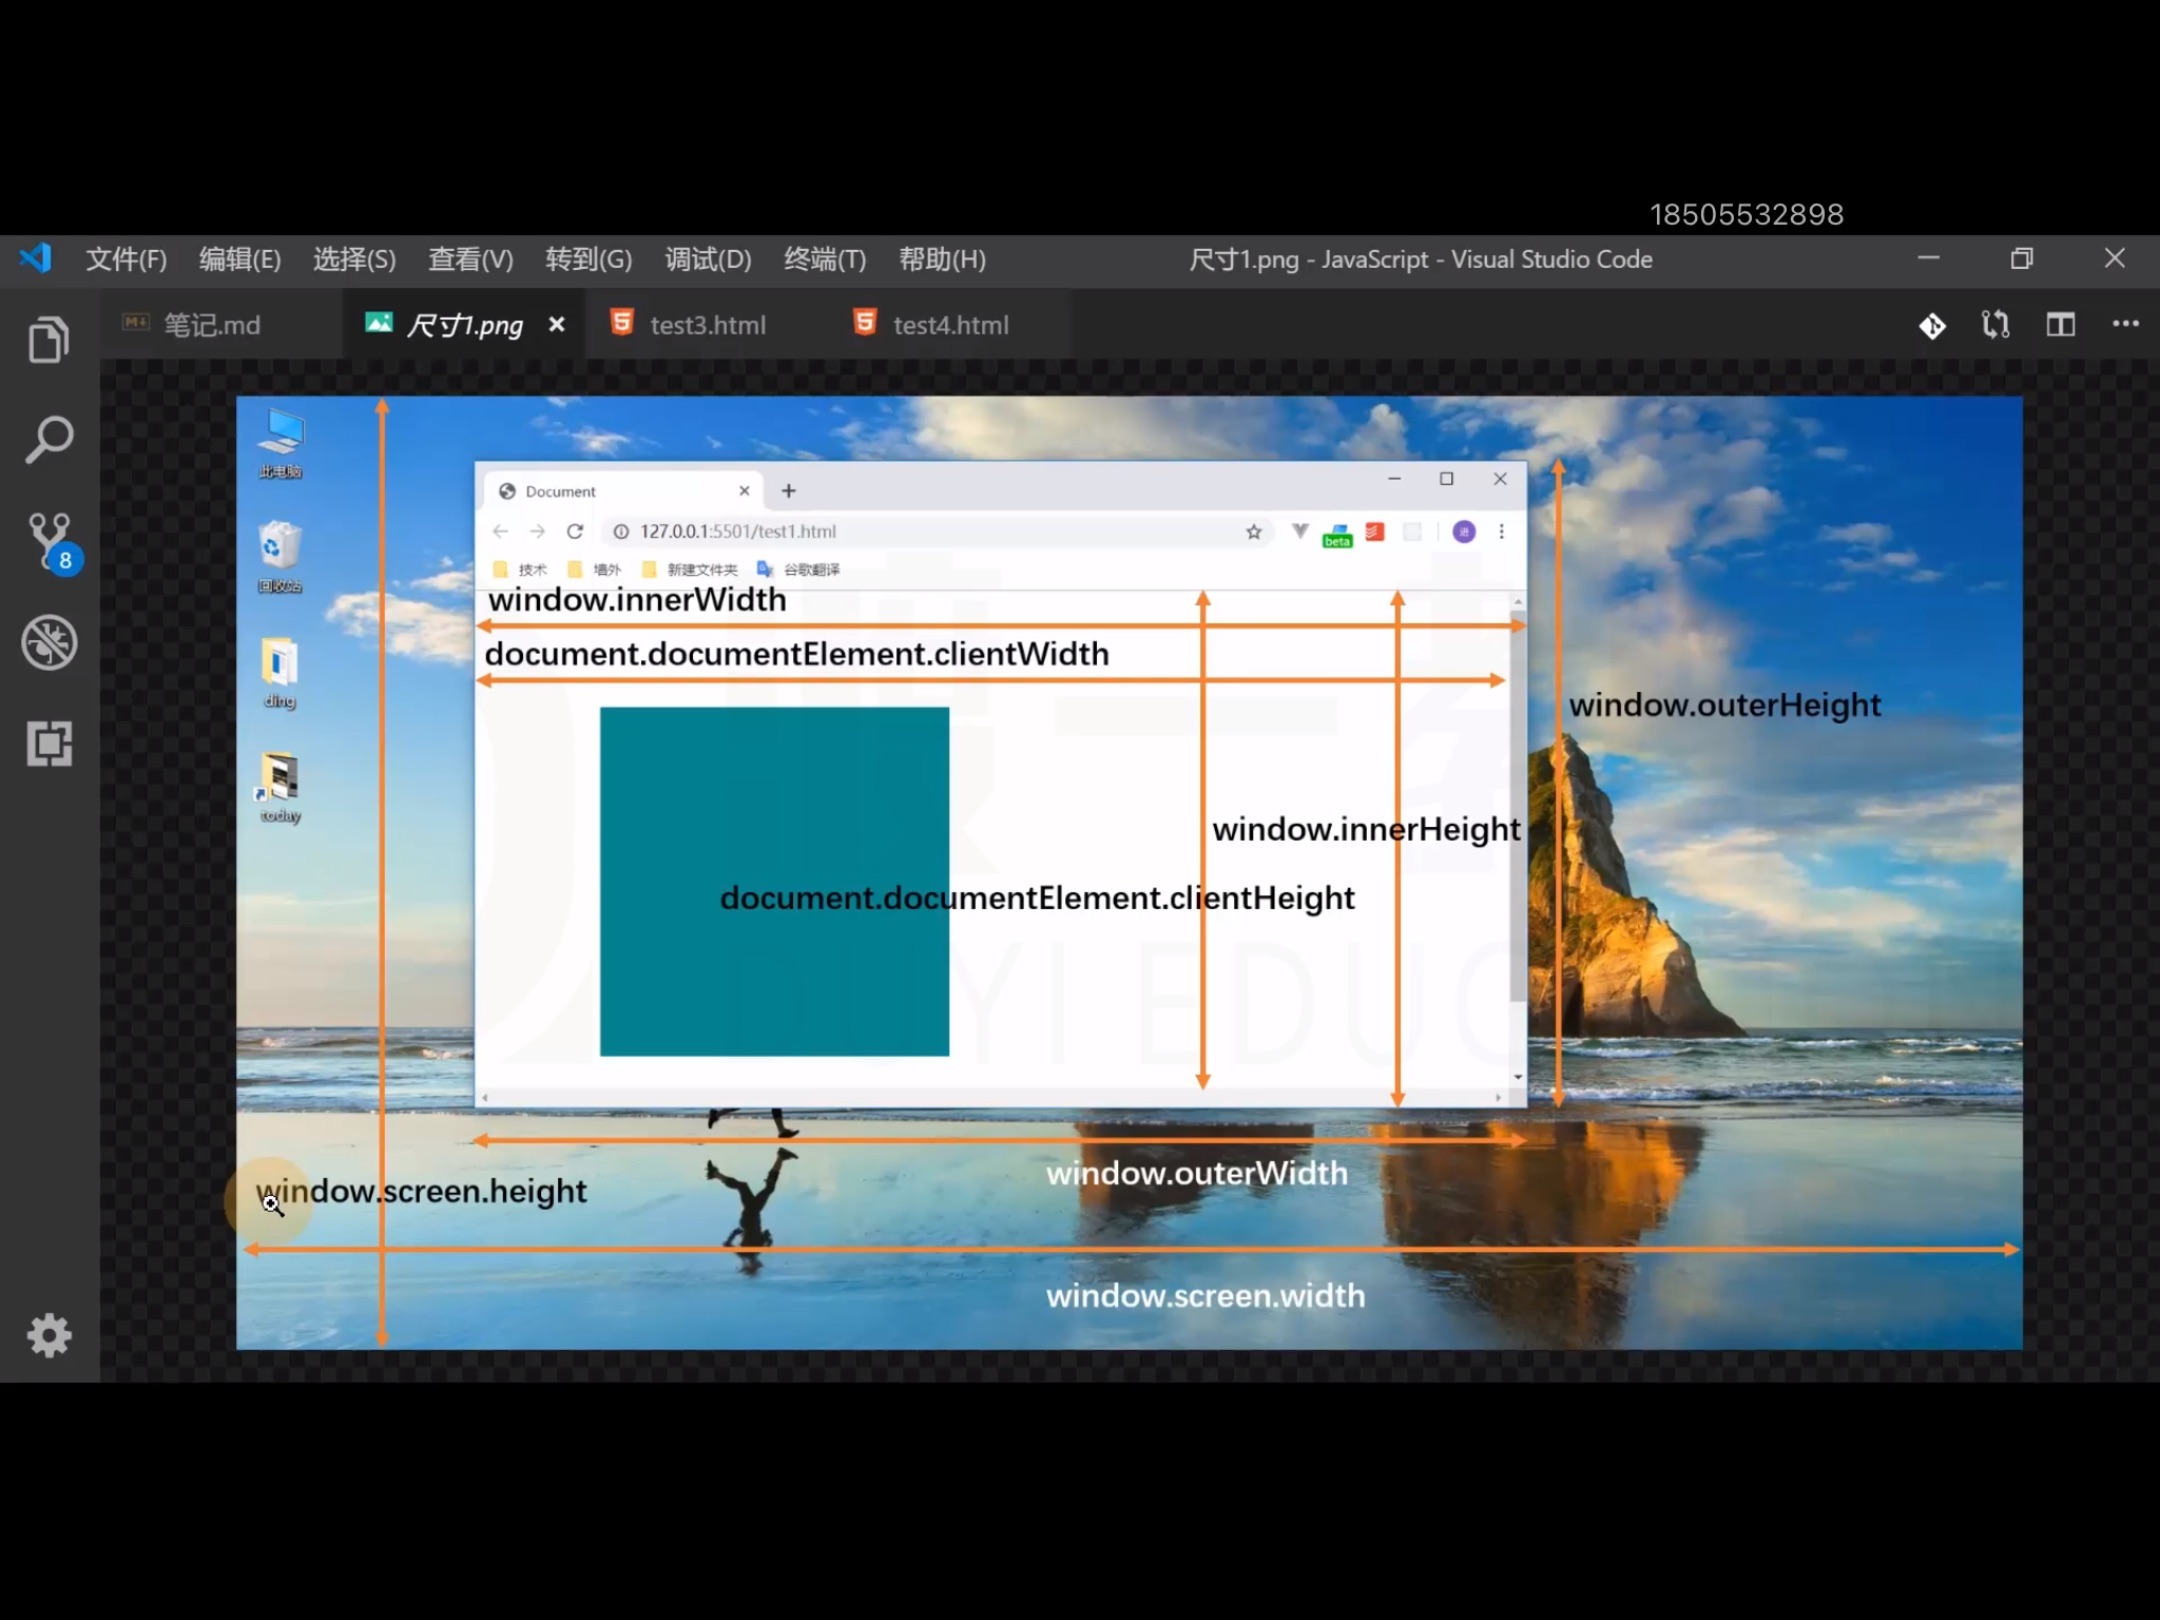 18505532898
文件(F) 编辑(E) 选择(S) 查看(V) 转到(G) 调试(D) 终端(T) 帮助(H) 尺寸1.png - JavaScript - Visual Studio Code
笔记.md 尺寸1.png test3.html test4.html
8
此电脑
回收站
ding
today
Document
127.0.0.1:5501/test1.html
beta
进
技术 墙外 新建文件夹 谷歌翻译
window.innerWidth
document.documentElement.clientWidth
window.outerHeight
window.innerHeight
document.documentElement.clientHeight
YI EDUC
window.outerWidth
window.screen.height
window.screen.width